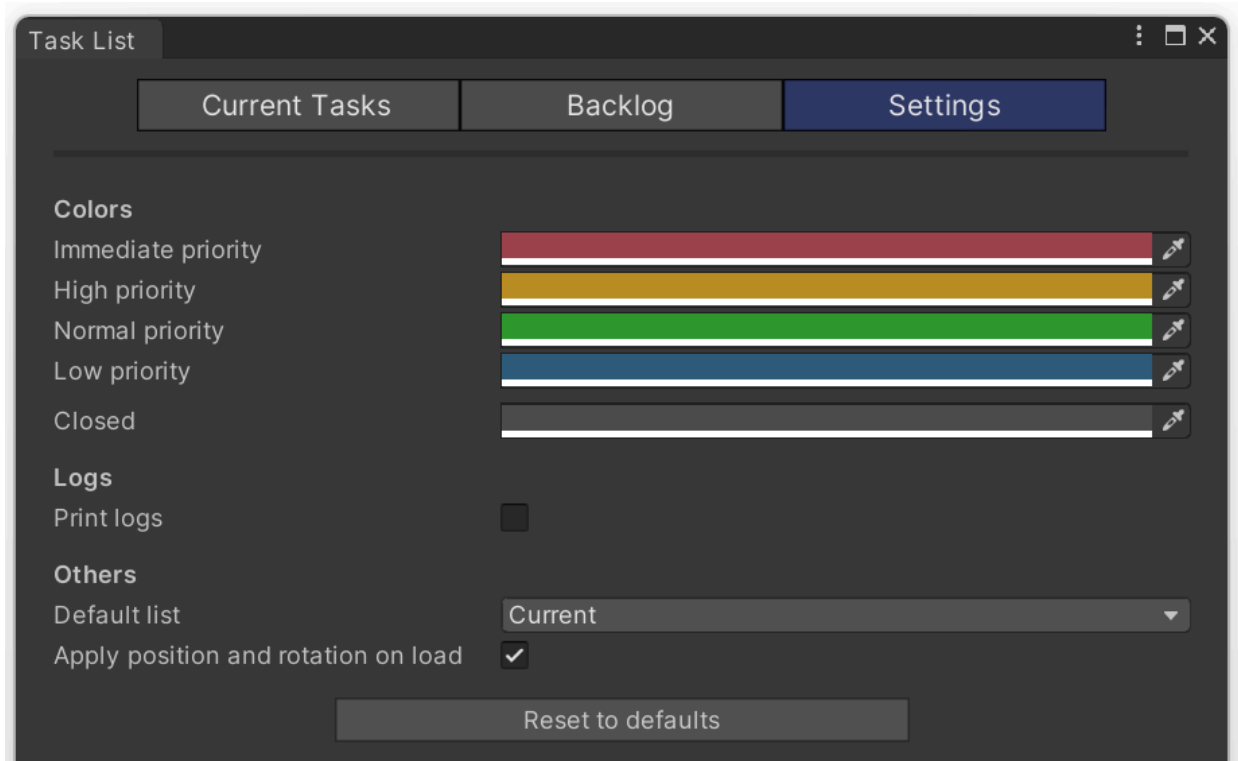 Task List
Current Tasks Backlog Settings
Colors
Immediate priority
High priority
Normal priority
Low priority
Closed
Logs
Print logs
Others
Default list Current
Apply position and rotation on load
Reset to defaults